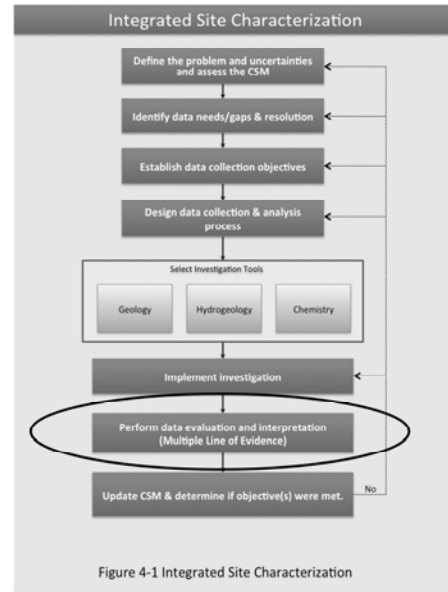 Integrated Site Characterization
Define the problem and uncertainties
and assess the CSM
Identify data needs/gaps & resolution
Establish data collection objectives
Design data collection & analysis
process
Select Investigation Tools
Geology
Hydrogeology
Chemistry
Implement investigation
Perform data evaluation and interpretation
(Multiple Line of Evidence)
Update CSM & determine if objective(s) were met.
No
Figure 4-1 Integrated Site Characterization